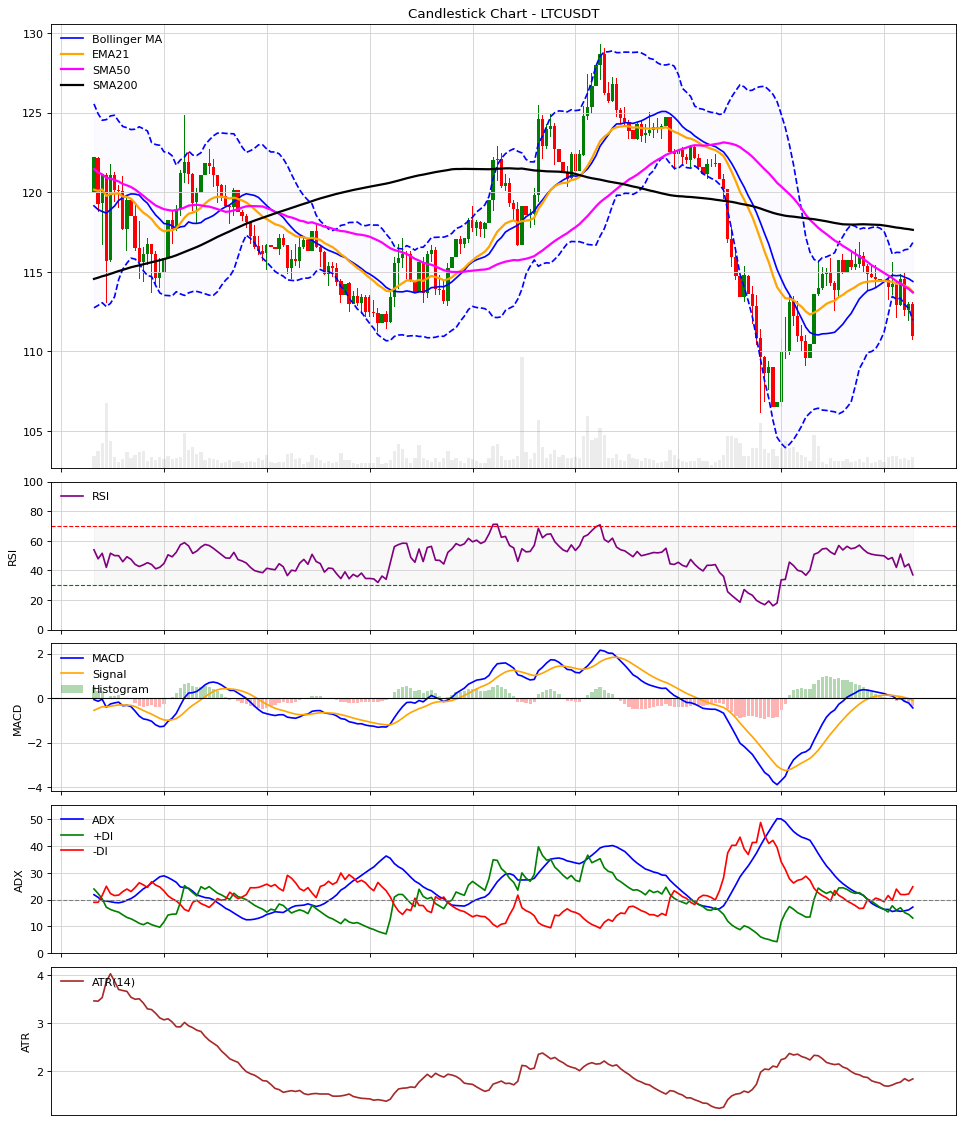 Candlestick Chart - LTCUSDT
Bollinger MA
EMA21
SMA50
SMA200
130
125
120
115
110
105
RSI
100
80
60
40
20
0
RSI
MACD
Signal
Histogram
2
0
−2
−4
MACD
ADX
+DI
-DI
50
40
30
20
10
0
ADX
ATR(14)
4
3
2
ATR